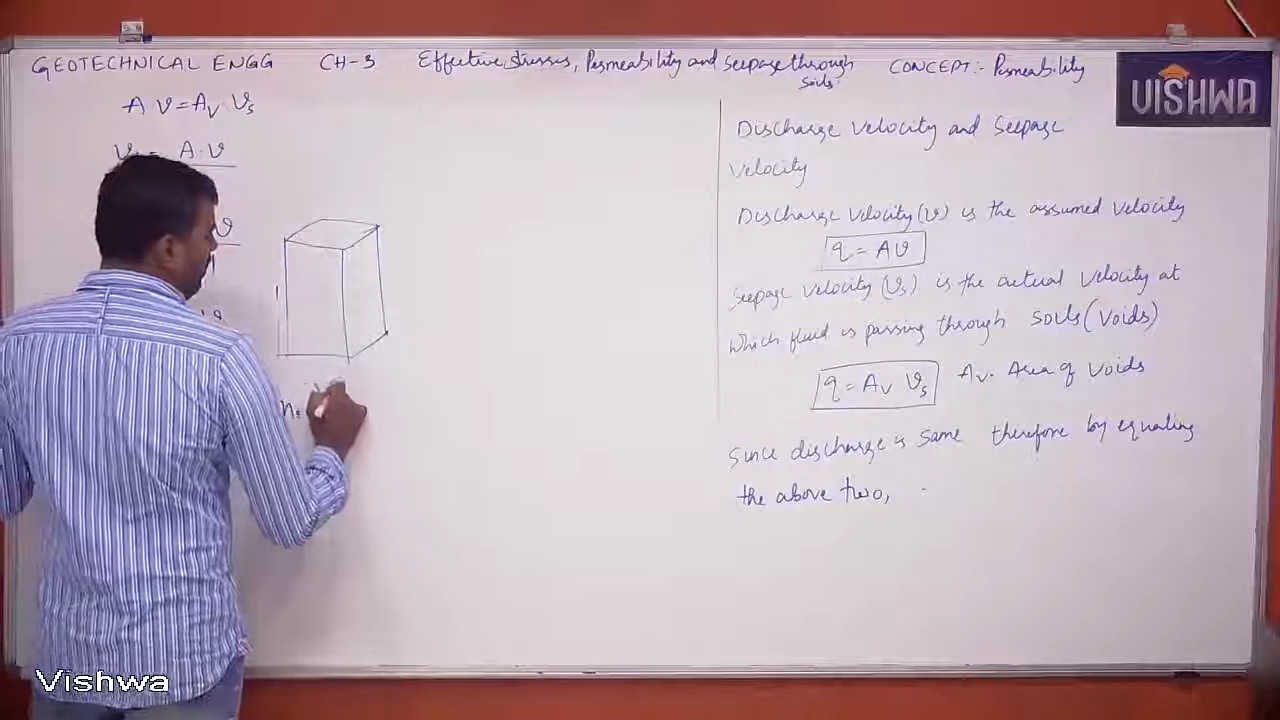 GEOTECHNICAL ENGG CH-3 Effective stresses, Permeability and Seepage through soils CONCEPT:- Permeability
VISHWA
A v = Av vs
A . v
v
Discharge Velocity and Seepage
Velocity
Discharge Velocity (v) is the assumed velocity
q = Av
Seepage Velocity (vs) is the actual velocity at
which fluid is passing through soils (voids)
q = Av vs Av. Area of voids
Since discharge is same therefore by equating
the above two,
Vishwa